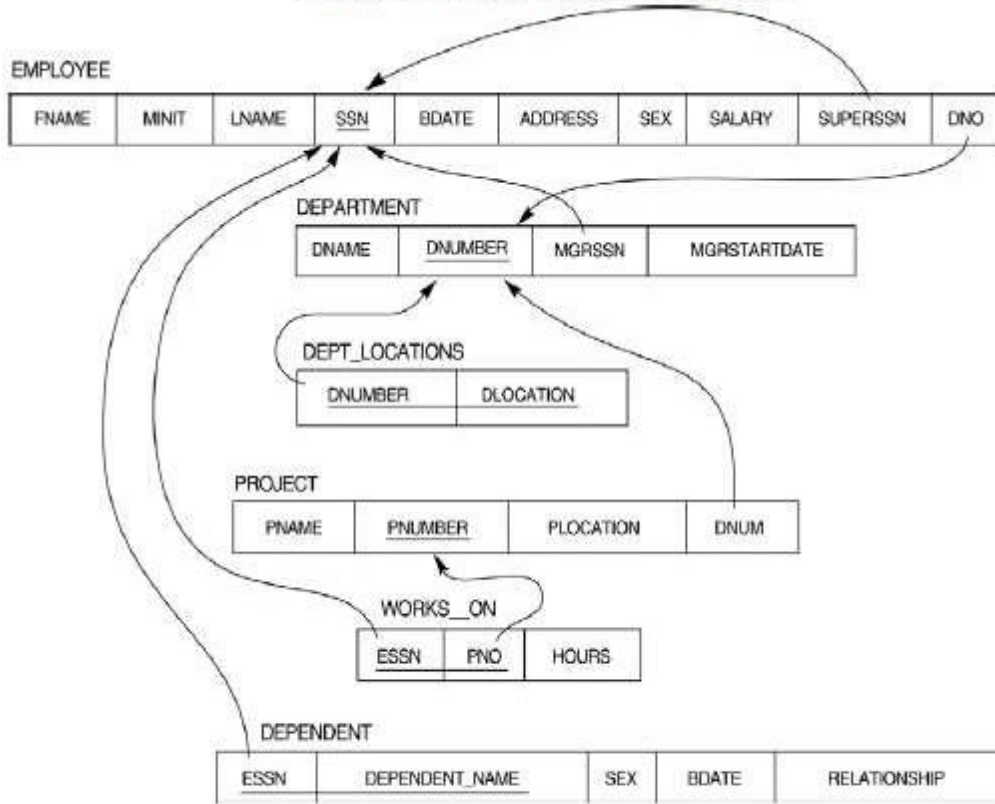 EMPLOYEE
FNAME MINIT LNAME SSN BDATE ADDRESS SEX SALARY SUPERSSN DNO
DEPARTMENT
DNAME DNUMBER MGRSSN MGRSTARTDATE
DEPT_LOCATIONS
DNUMBER DLOCATION
PROJECT
PNAME PNUMBER PLOCATION DNUM
WORKS__ON
ESSN PNO HOURS
DEPENDENT
ESSN DEPENDENT_NAME SEX BDATE RELATIONSHIP